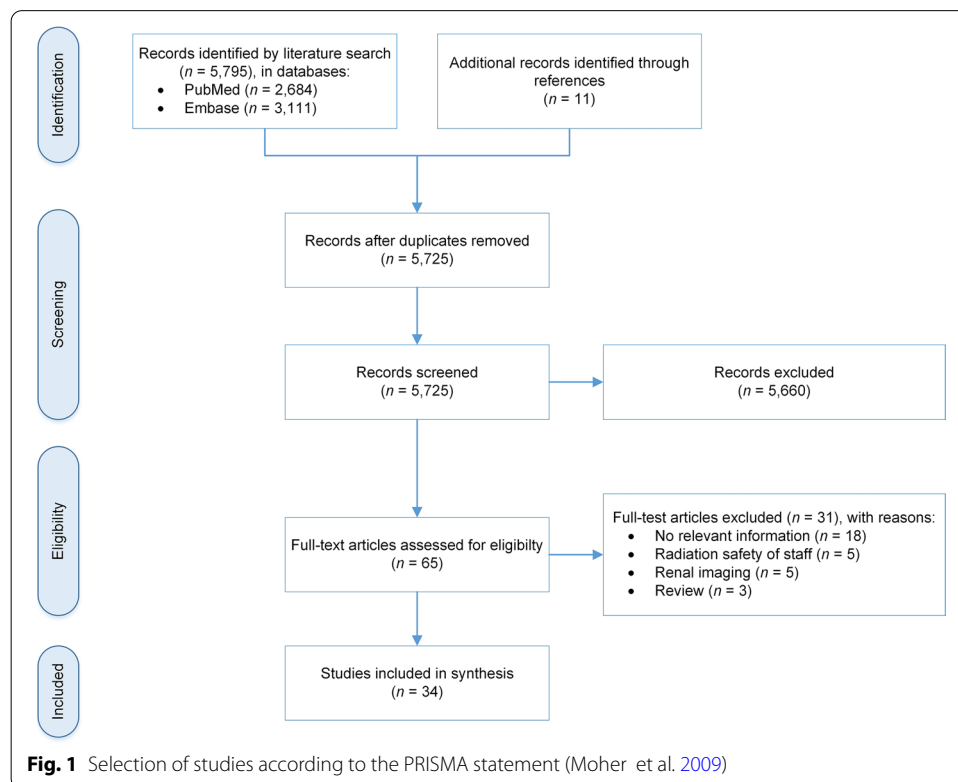 Identification
Records identified by literature search
(n = 5,795), in databases:
• PubMed (n = 2,684)
• Embase (n = 3,111)
Additional records identified through
references
(n = 11)
Screening
Records after duplicates removed
(n = 5,725)
Records screened
(n = 5,725)
Records excluded
(n = 5,660)
Eligibility
Full-text articles assessed for eligibilty
(n = 65)
Full-test articles excluded (n = 31), with reasons:
• No relevant information (n = 18)
• Radiation safety of staff (n = 5)
• Renal imaging (n = 5)
• Review (n = 3)
Included
Studies included in synthesis
(n = 34)
Fig. 1 Selection of studies according to the PRISMA statement (Moher et al. 2009)